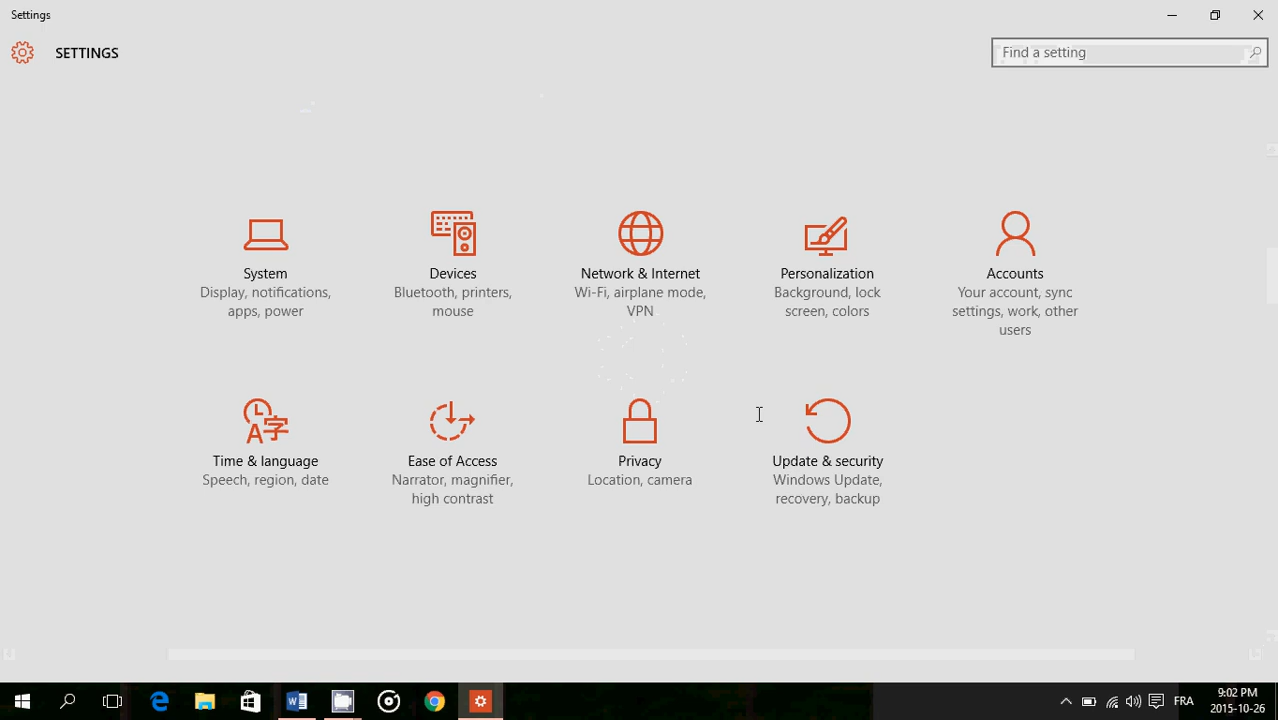 Settings
SETTINGS
Find a setting
System
Display, notifications,
apps, power
Devices
Bluetooth, printers,
mouse
Network & Internet
Wi-Fi, airplane mode,
VPN
Personalization
Background, lock
screen, colors
Accounts
Your account, sync
settings, work, other
users
A字
Time & language
Speech, region, date
Ease of Access
Narrator, magnifier,
high contrast
Privacy
Location, camera
Update & security
Windows Update,
recovery, backup
FRA
9:02 PM
2015-10-26